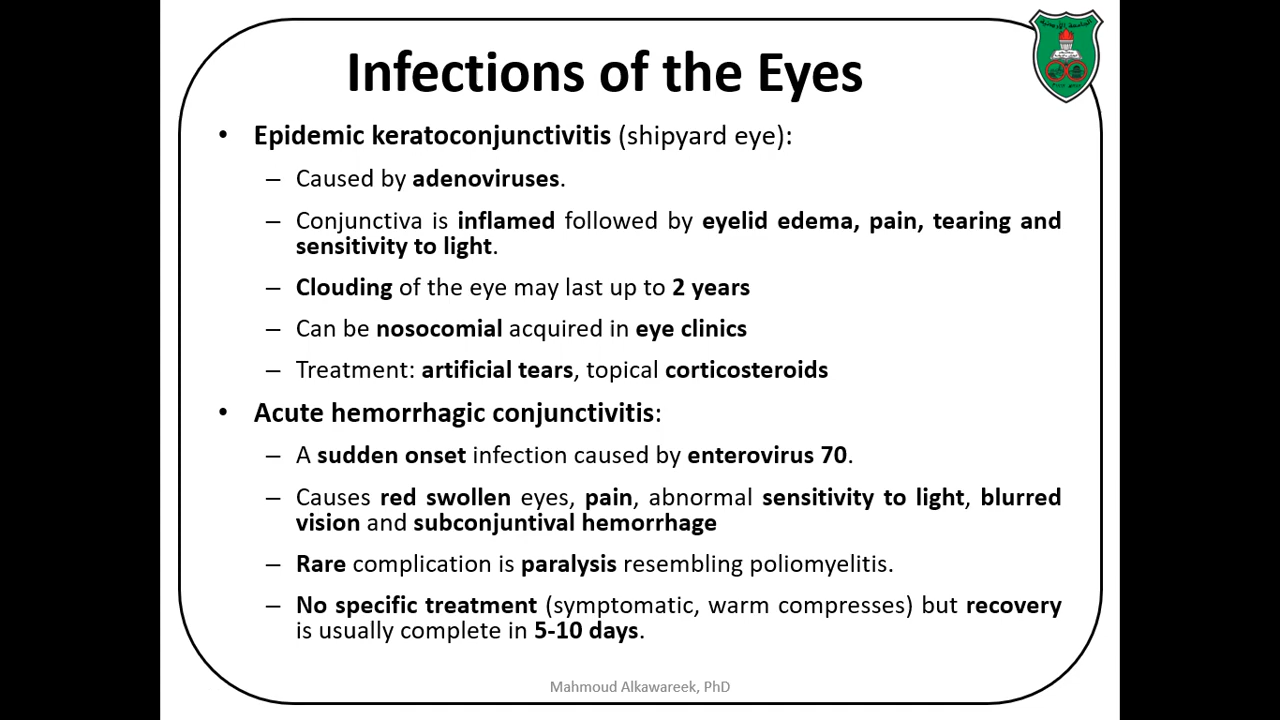 Infections of the Eyes
• Epidemic keratoconjunctivitis (shipyard eye):
– Caused by adenoviruses.
– Conjunctiva is inflamed followed by eyelid edema, pain, tearing and
sensitivity to light.
– Clouding of the eye may last up to 2 years
– Can be nosocomial acquired in eye clinics
– Treatment: artificial tears, topical corticosteroids
• Acute hemorrhagic conjunctivitis:
– A sudden onset infection caused by enterovirus 70.
– Causes red swollen eyes, pain, abnormal sensitivity to light, blurred
vision and subconjuntival hemorrhage
– Rare complication is paralysis resembling poliomyelitis.
– No specific treatment (symptomatic, warm compresses) but recovery
is usually complete in 5-10 days.
Mahmoud Alkawareek, PhD